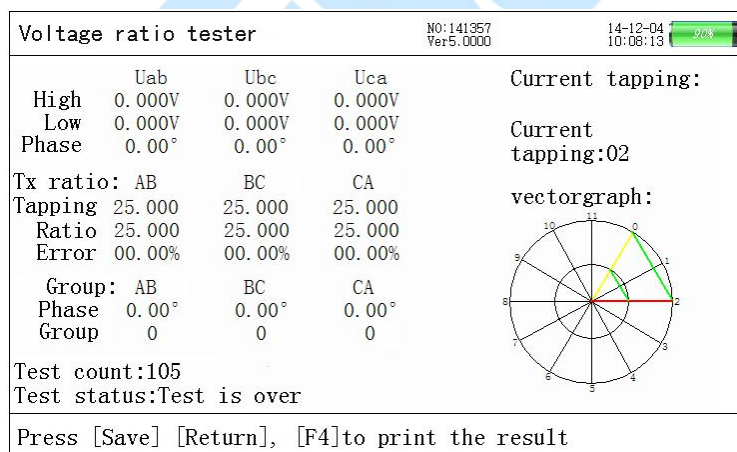 Voltage ratio tester NO:141357 14-12-04 90%
Ver5.0000 10:08:13
Uab Ubc Uca Current tapping:
High 0.000V 0.000V 0.000V
Low 0.000V 0.000V 0.000V Current
Phase 0.00° 0.00° 0.00° tapping:02
Tx ratio: AB BC CA
Tapping 25.000 25.000 25.000 vectorgraph:
Ratio 25.000 25.000 25.000
Error 00.00% 00.00% 00.00%
Group: AB BC CA
Phase 0.00° 0.00° 0.00°
Group 0 0 0
11
10 0
9 1
8 2
7 3
6 4
5
Test count:105
Test status:Test is over
Press [Save] [Return], [F4]to print the result